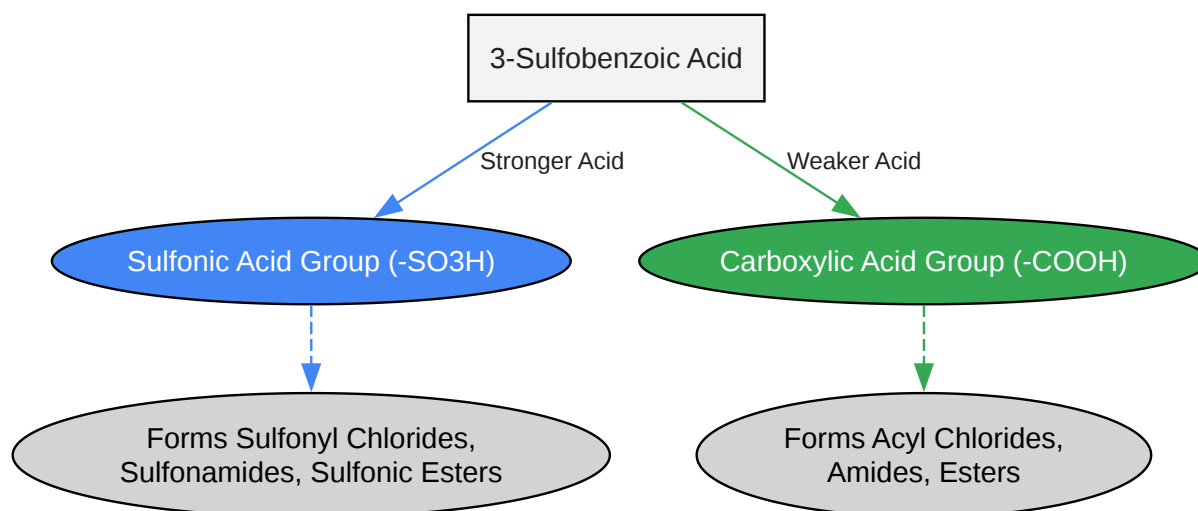 3-Sulfobenzoic Acid
Stronger Acid
Weaker Acid
Sulfonic Acid Group (-SO3H)
Carboxylic Acid Group (-COOH)
Forms Sulfonyl Chlorides,
Sulfonamides, Sulfonic Esters
Forms Acyl Chlorides,
Amides, Esters